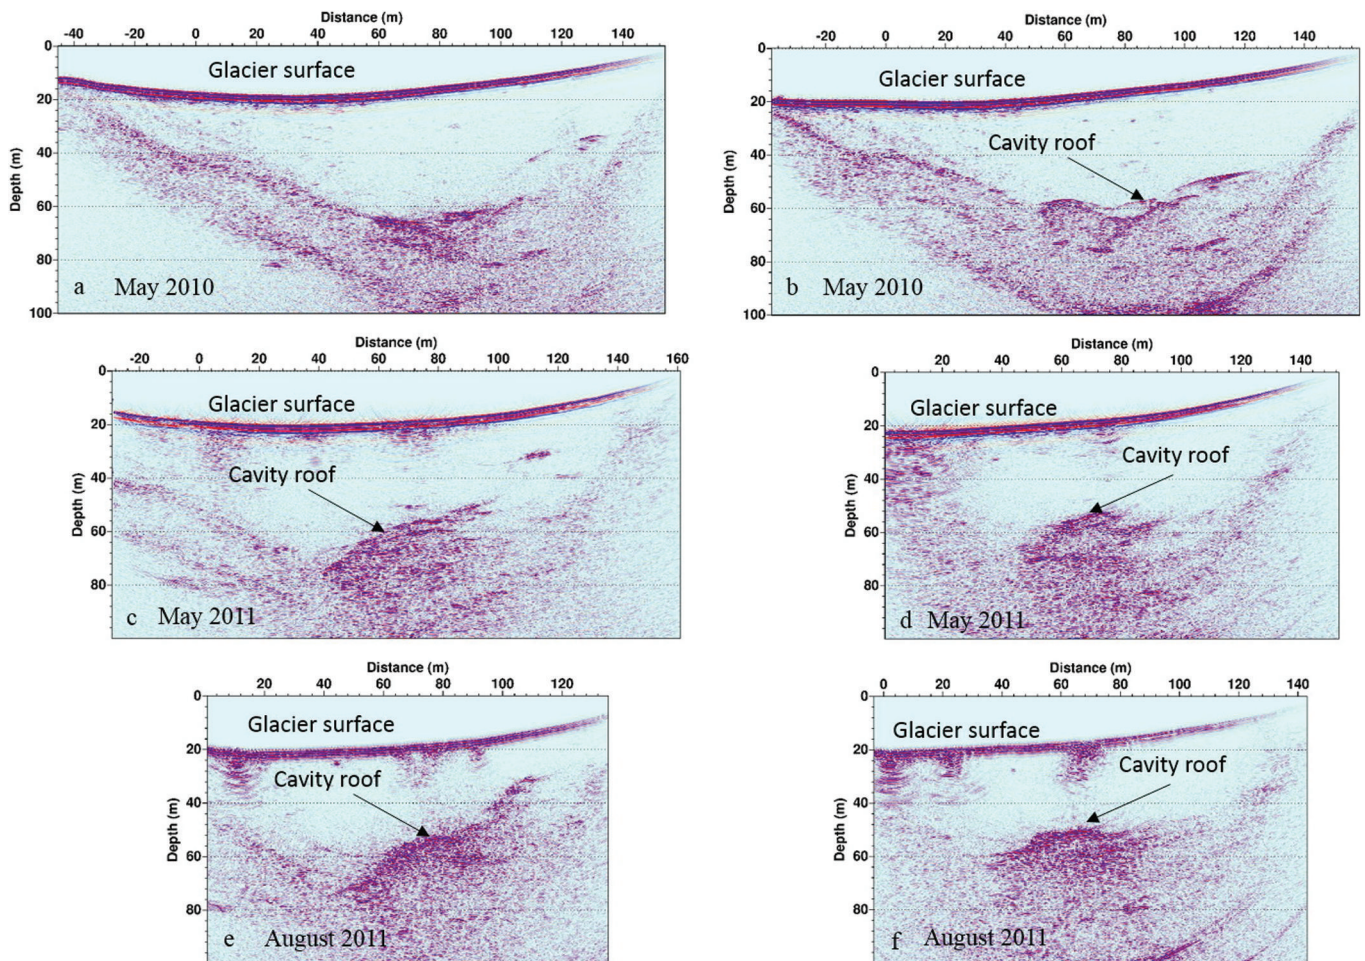 Distance (m)
-40 -20 0 20 40 60 80 100 120 140
0
20
40
60
80
100
Depth (m)
Glacier surface
a May 2010
Distance (m)
-20 0 20 40 60 80 100 120 140
0
20
40
60
80
100
Depth (m)
Glacier surface
Cavity roof
b May 2010
Distance (m)
-20 0 20 40 60 80 100 120 140 160
0
20
40
60
80
Depth (m)
Glacier surface
Cavity roof
c May 2011
Distance (m)
20 40 60 80 100 120 140
0
20
40
60
80
Depth (m)
Glacier surface
Cavity roof
d May 2011
Distance (m)
20 40 60 80 100 120
0
20
40
60
80
Depth (m)
Glacier surface
Cavity roof
e August 2011
Distance (m)
0 20 40 60 80 100 120 140
0
20
40
60
80
Depth (m)
Glacier surface
Cavity roof
f August 2011